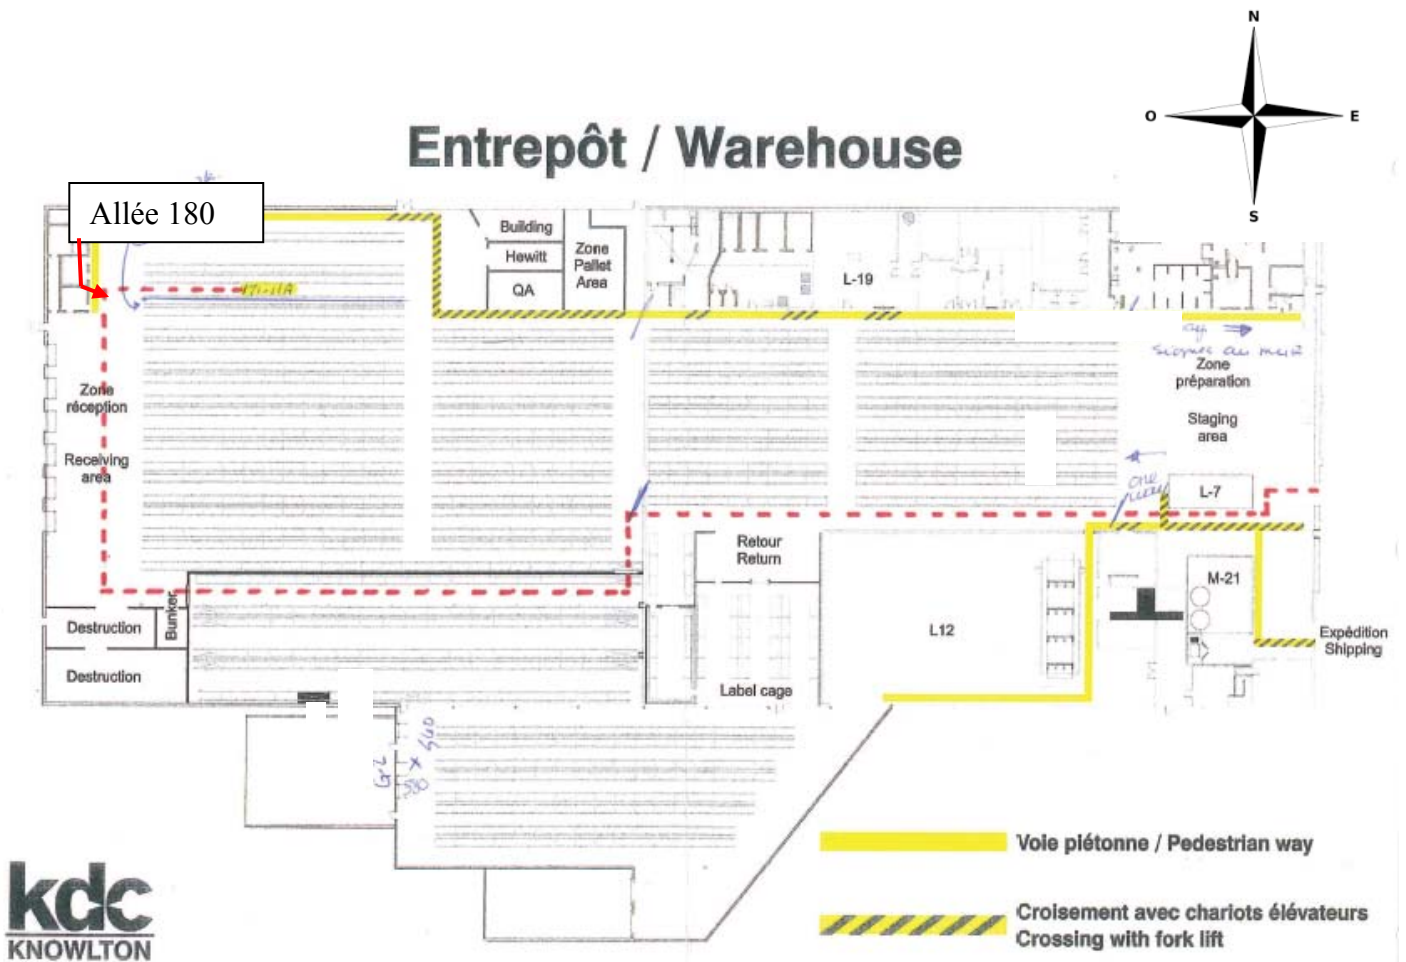 N
O
E
S
Entrepôt / Warehouse
Allée 180
Building
Hewitt
QA
Zone
Pallet
Area
L-19
171-11A
Zone
préparation
Staging
area
one
way
L-7
Zone
réception
Receiving
area
Retour
Return
M-21
Bunker
Destruction
Destruction
L12
Label cage
Expédition
Shipping
Voie piétonne / Pedestrian way
Croisement avec chariots élévateurs
Crossing with fork lift
kdc
KNOWLTON